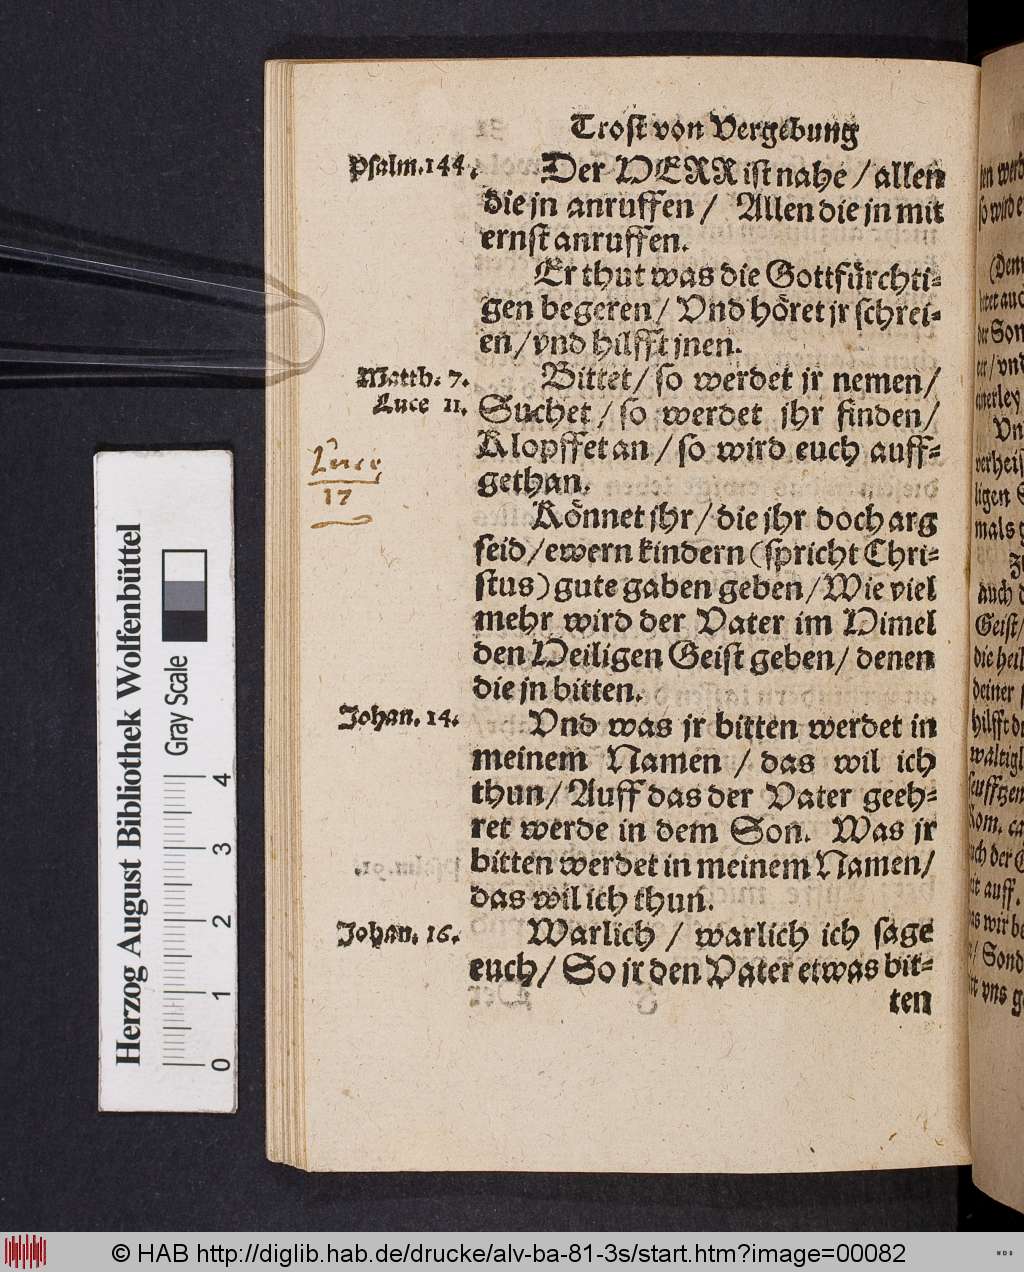 Trost von Vergebung
Psalm.144.
Der HERR ist nahe / allen
die jn anruffen / Allen die jn mit
ernst anruffen.
Er thut was die Gottfürchti-
gen begeren / Vnd höret jr schrei-
en / vnd hilfft jnen.
Matth. 7.
Luce 11.
Bittet / so werdet jr nemen /
Suchet / so werdet jhr finden /
Klopffet an / so wird euch auff-
gethan.
Luce
17
Könnet jhr / die jhr doch arg
seid / ewern kindern (spricht Chri-
stus) gute gaben geben / Wie viel
mehr wird der Vater im Himel
den Heiligen Geist geben / denen
die jn bitten.
Johan. 14.
Vnd was jr bitten werdet in
meinem Namen / das wil ich
thun / Auff das der Vater geeh-
ret werde in dem Son. Was jr
bitten werdet in meinem Namen /
das wil ich thun.
Johan. 16.
Warlich / warlich ich sage
euch / So jr den Vater etwas bit-
ten
Herzog August Bibliothek Wolfenbüttel
Gray Scale
0 1 2 3 4
© HAB http://diglib.hab.de/drucke/alv-ba-81-3s/start.htm?image=00082